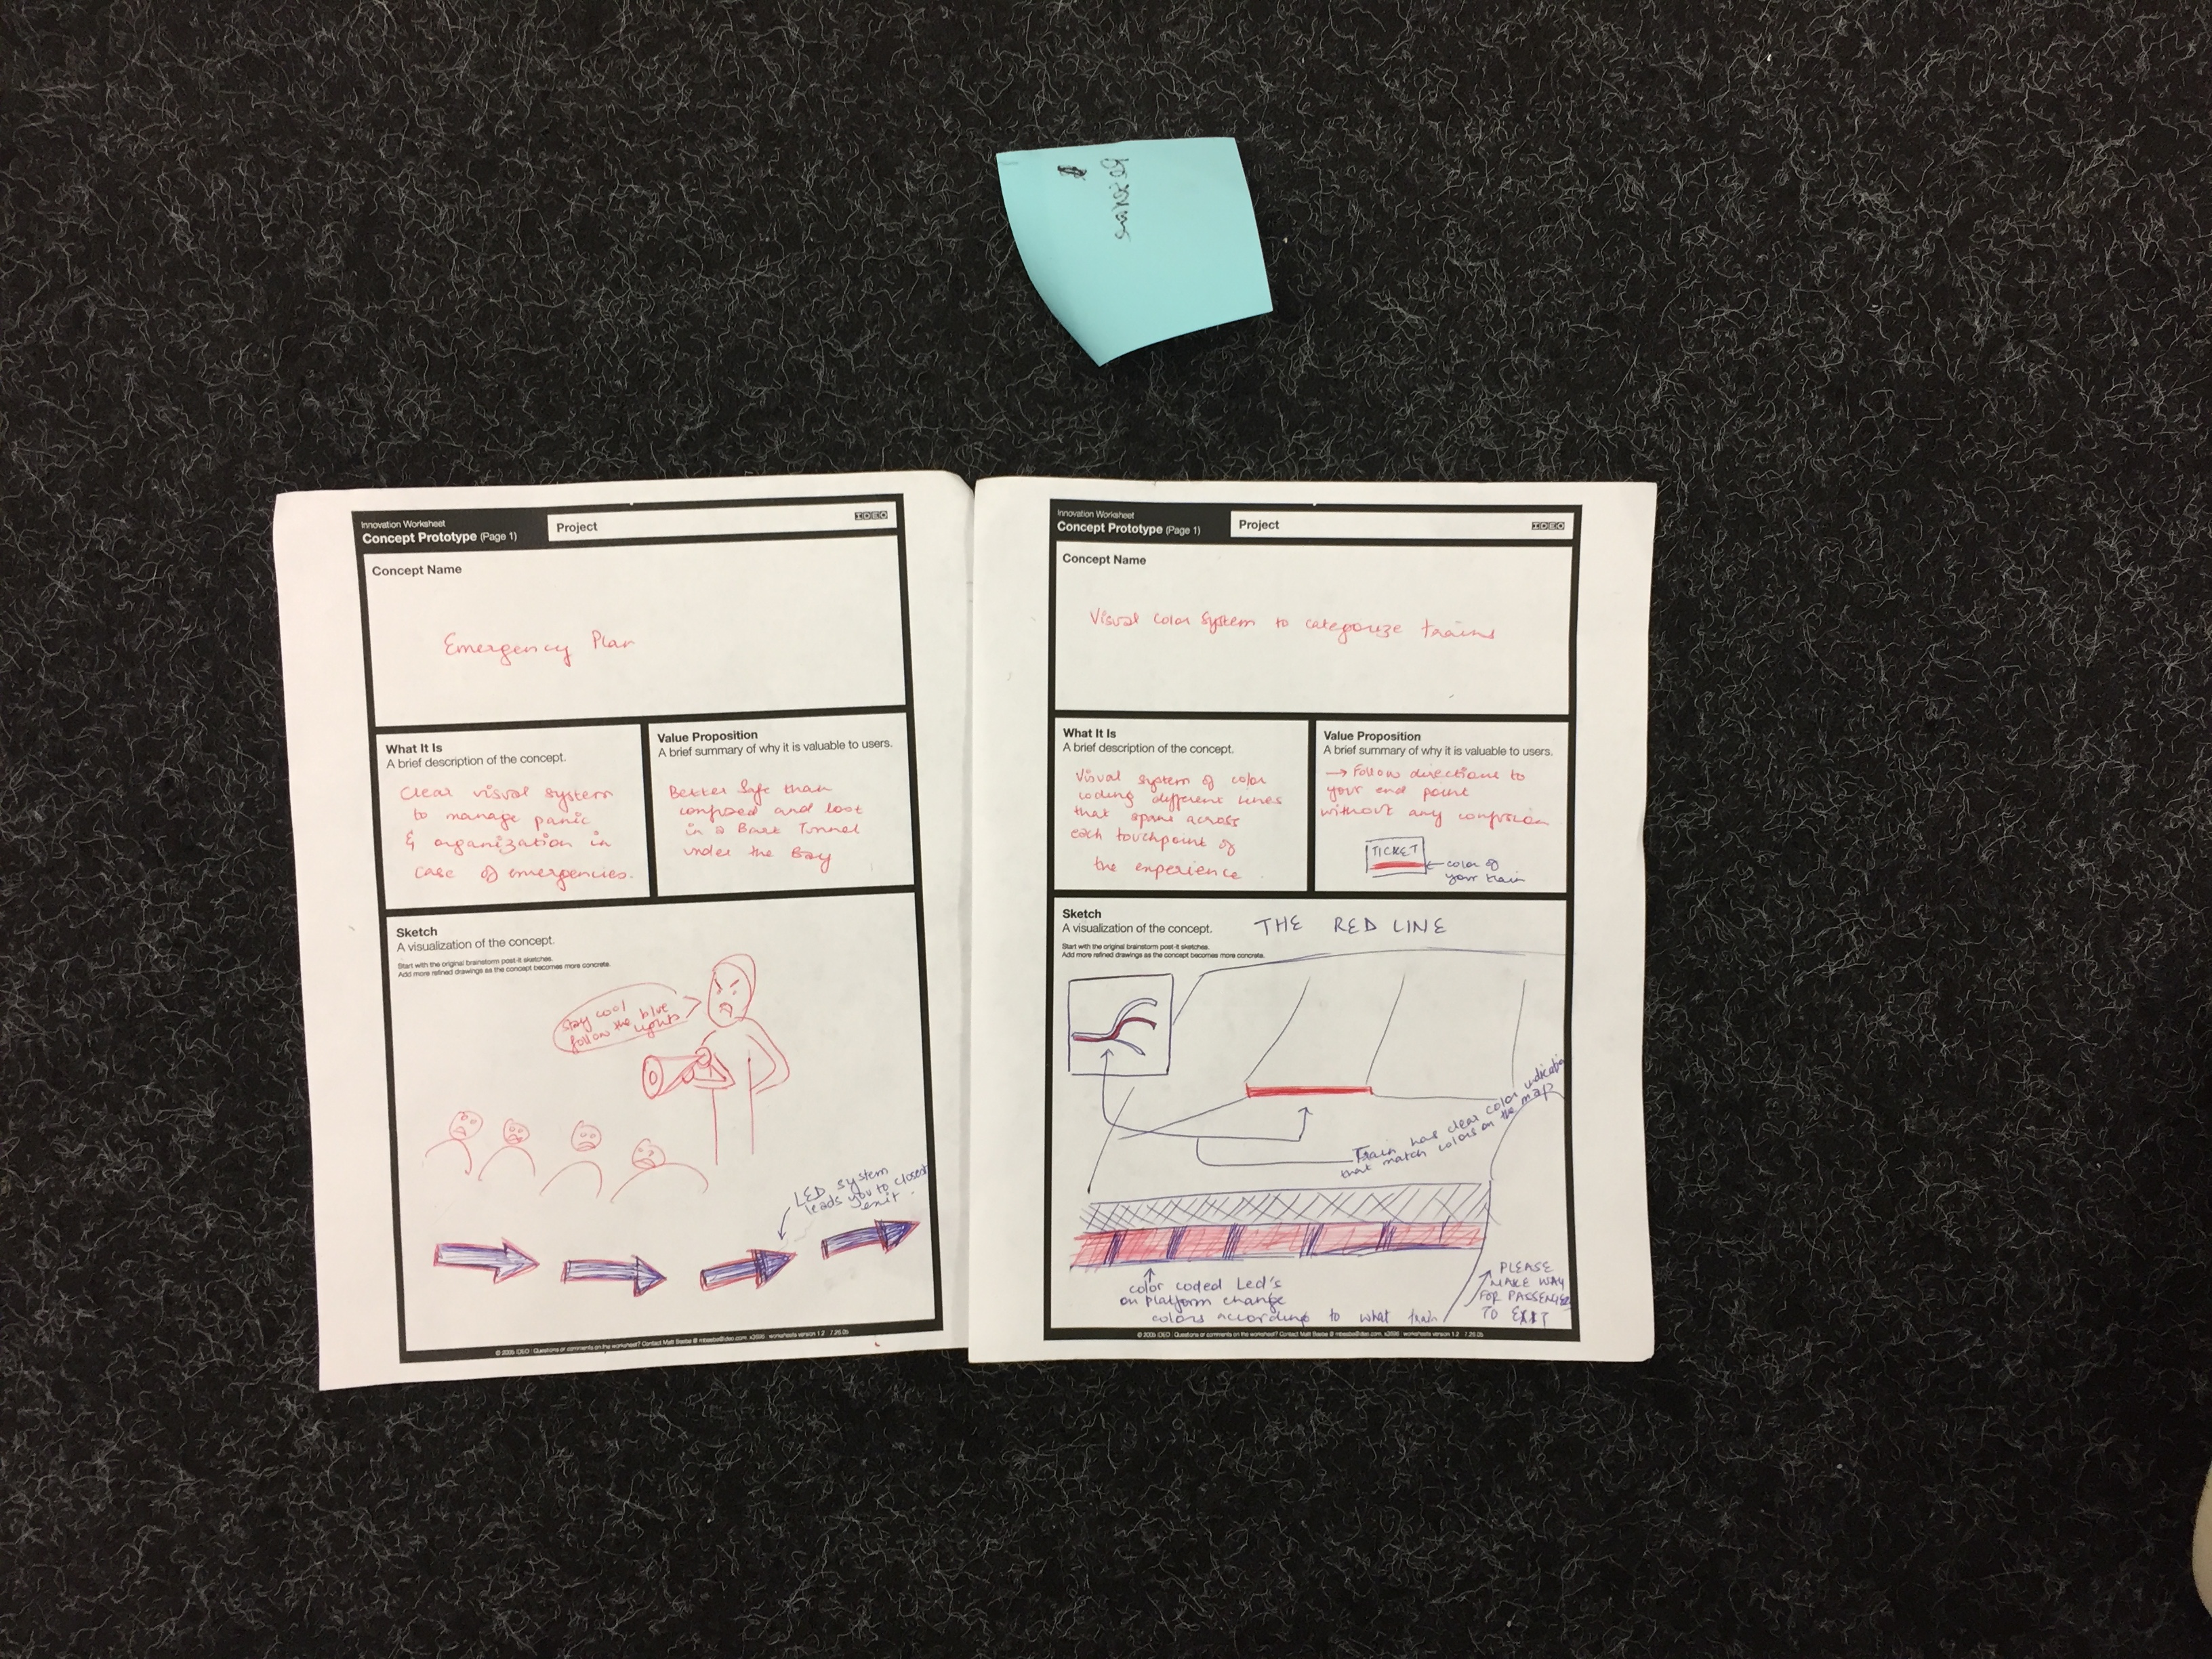 Innovation Worksheet
Concept Prototype (Page 1)
Project
IDEO
Concept Name
Emergency Plan
What It Is
A brief description of the concept.
Clear visual system
to manage panic
& organization in
case of emergencies.
Value Proposition
A brief summary of why it is valuable to users.
Better safe than
confused and lost
in a Bart Tunnel
under the Bay
Sketch
A visualization of the concept.
Start with the original brainstorm post it sketches.
Add more refined drawings as the concept becomes more concrete.
Stay cool
follow the blue
lights
LED system
leads you to closest
exit.
Innovation Worksheet
Concept Prototype (Page 1)
Project
IDEO
Concept Name
Visual color system to categorize trains
What It Is
A brief description of the concept.
Visual system of color
coding different lines
that spans across
each touchpoint of
the experience
Value Proposition
A brief summary of why it is valuable to users.
→ Follow directions to
your end point
without any confusion
TICKET
← color of
your train
Sketch
A visualization of the concept.
Start with the original brainstorm post it sketches.
Add more refined drawings as the concept becomes more concrete.
THE RED LINE
Train has clear color indication
that match colors on the map
color coded Led's
on platform change
colors according to what train
PLEASE
MAKE WAY
FOR PASSENGERS
TO EXIT